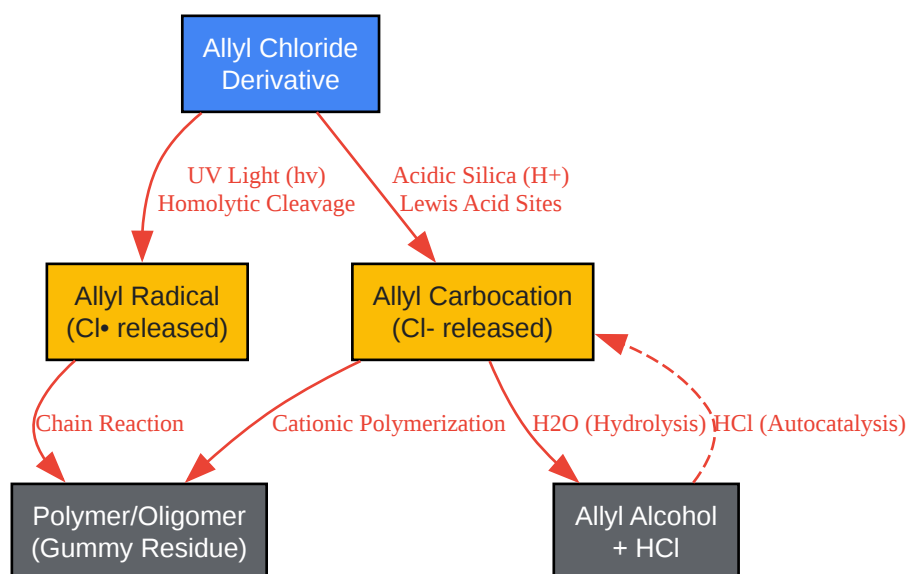 Allyl Chloride
Derivative
UV Light (hv)
Homolytic Cleavage
Acidic Silica (H+)
Lewis Acid Sites
Allyl Radical
(Cl• released)
Allyl Carbocation
(Cl- released)
Chain Reaction
Cationic Polymerization
H2O (Hydrolysis)
HCl (Autocatalysis)
Polymer/Oligomer
(Gummy Residue)
Allyl Alcohol
+ HCl